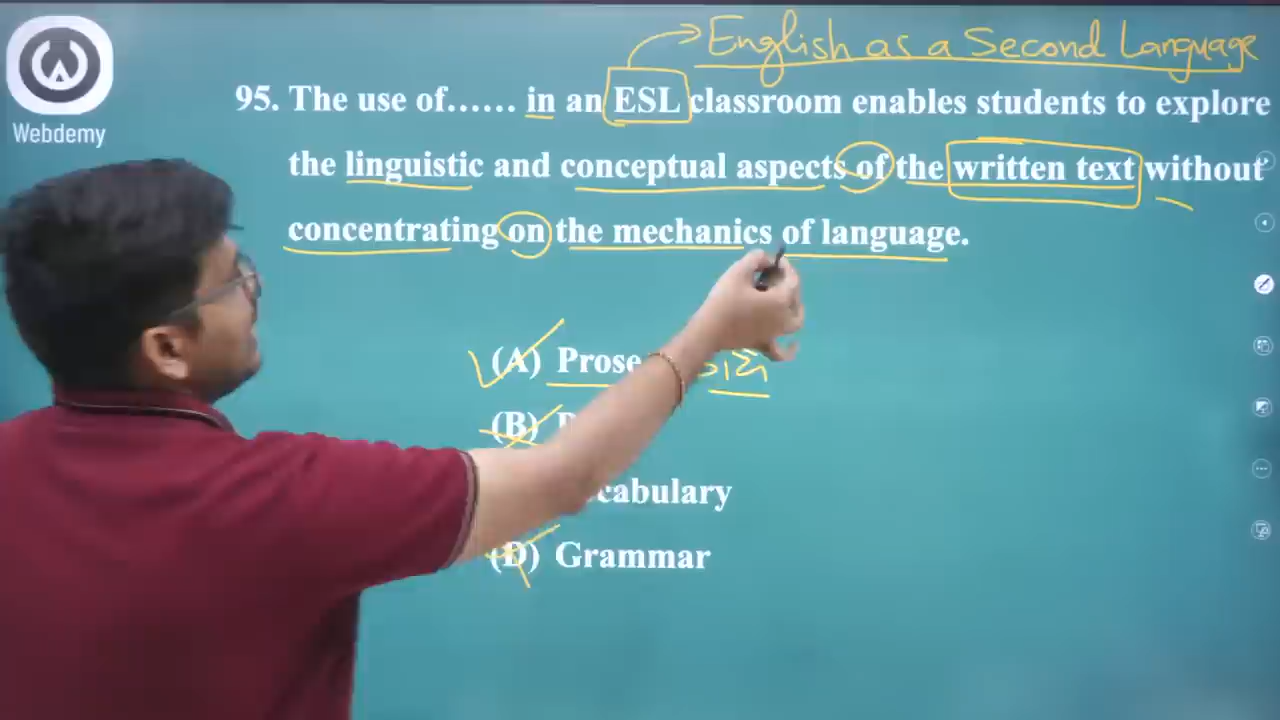 Webdemy
English as a Second Language
95. The use of...... in an ESL classroom enables students to explore
the linguistic and conceptual aspects of the written text without
concentrating on the mechanics of language.
(A) Prose
(B)
(D) Grammar